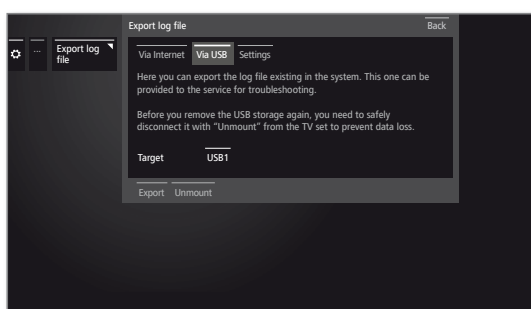 Export log file
Back
... Export log
file
Via Internet Via USB Settings
Here you can export the log file existing in the system. This one can be
provided to the service for troubleshooting.
Before you remove the USB storage again, you need to safely
disconnect it with “Unmount” from the TV set to prevent data loss.
Target USB1
Export Unmount